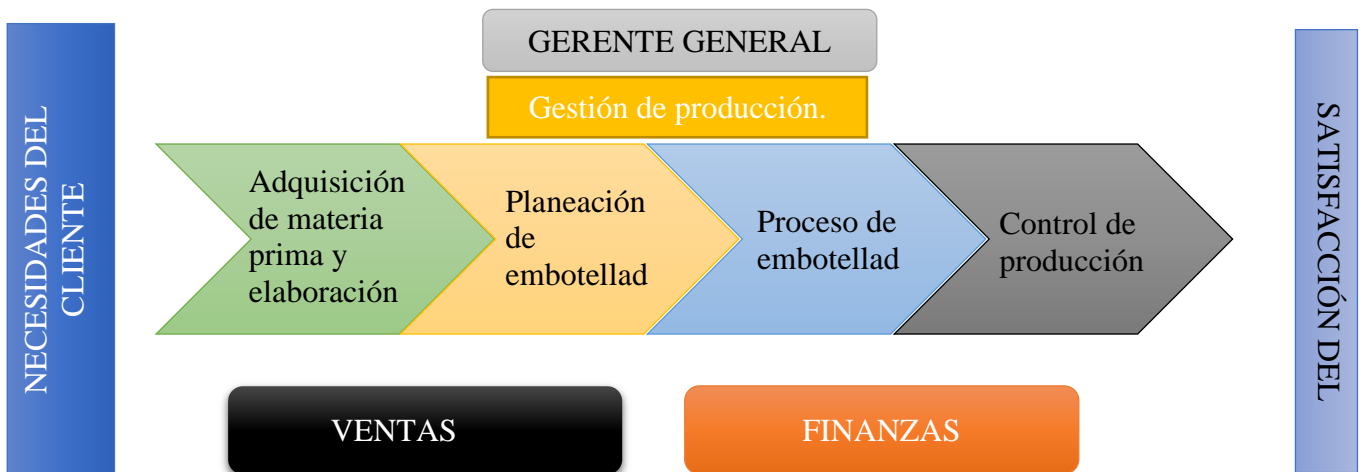 GERENTE GENERAL
Gestión de producción.
NECESIDADES DEL
CLIENTE
Adquisición
de materia
prima y
elaboración
Planeación
de
embotellad
Proceso de
embotellad
Control de
producción
SATISFACCIÓN DEL
VENTAS
FINANZAS